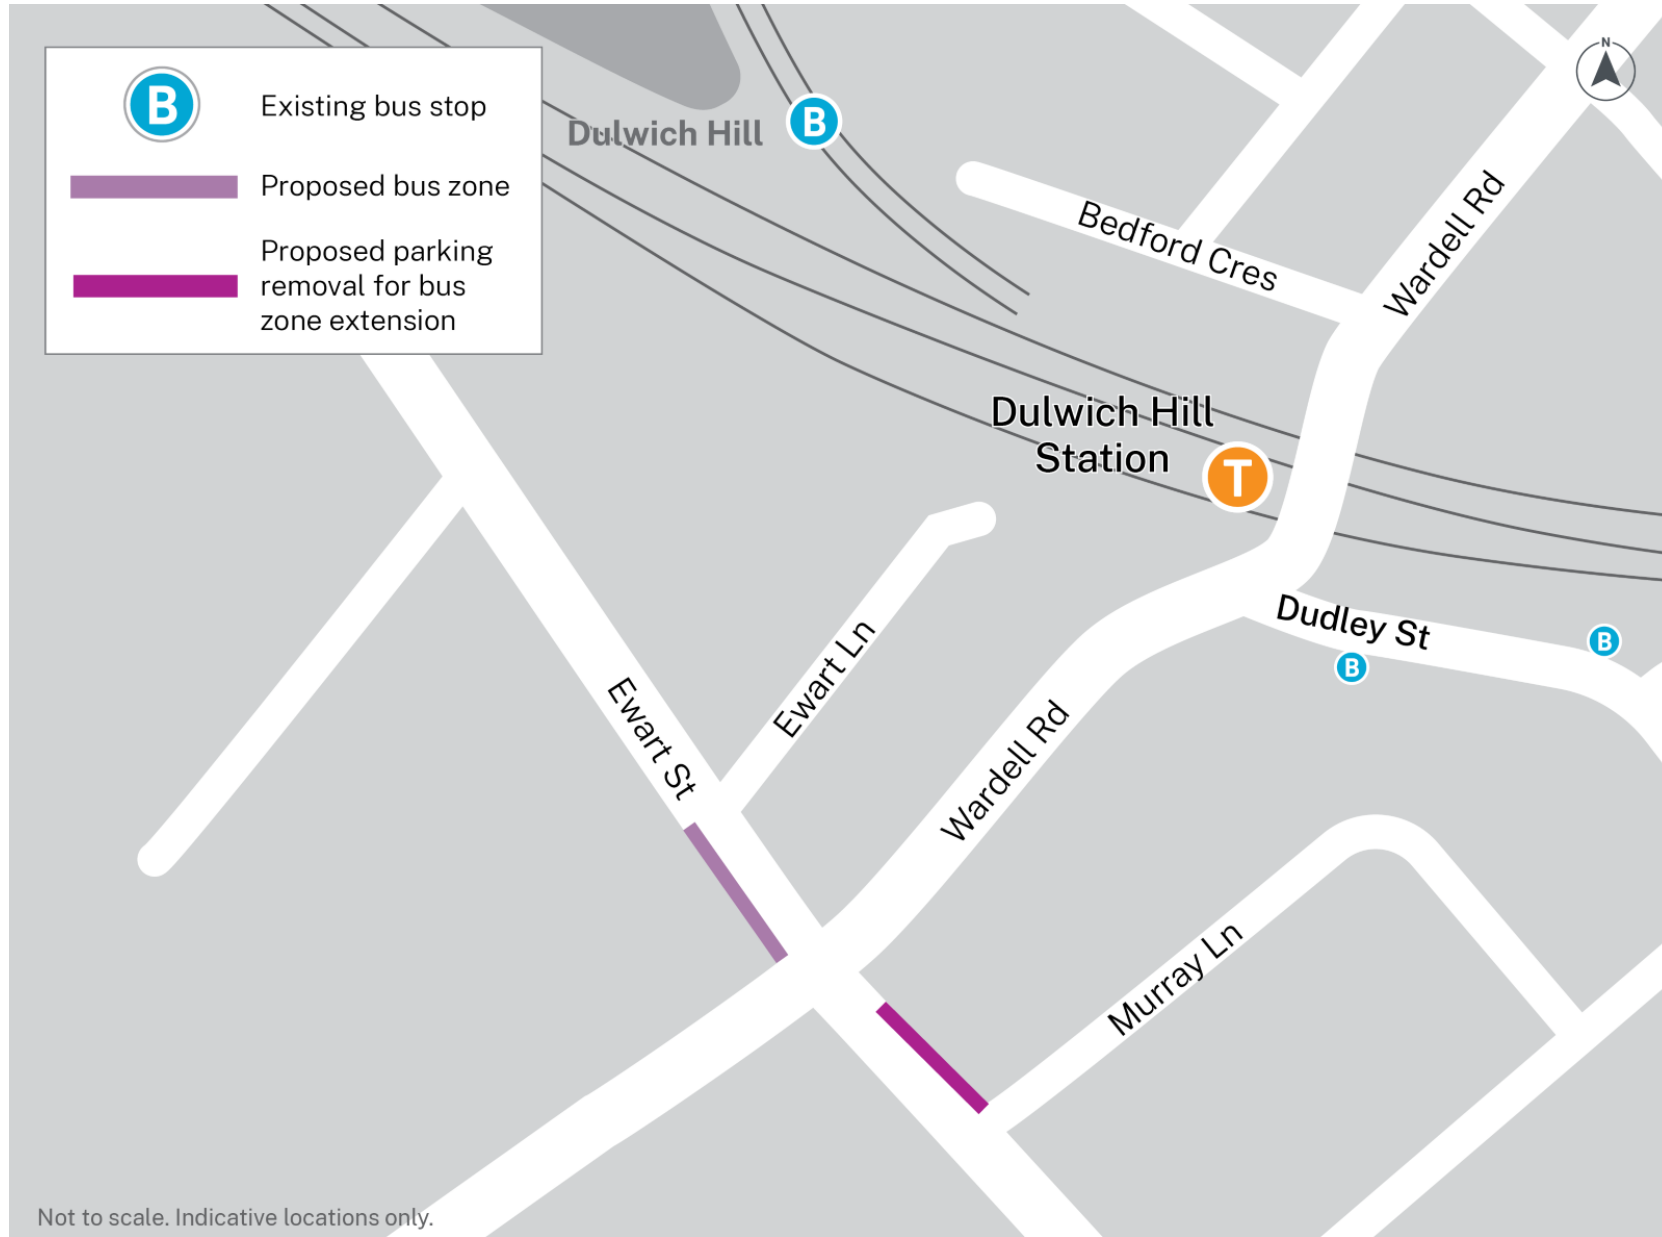 B
Existing bus stop
Proposed bus zone
Proposed parking
removal for bus
zone extension
N
Dulwich Hill
B
Bedford Cres
Wardell Rd
Dulwich Hill
Station
T
Dudley St
B
B
Ewart Ln
Ewart St
Wardell Rd
Murray Ln
Not to scale. Indicative locations only.